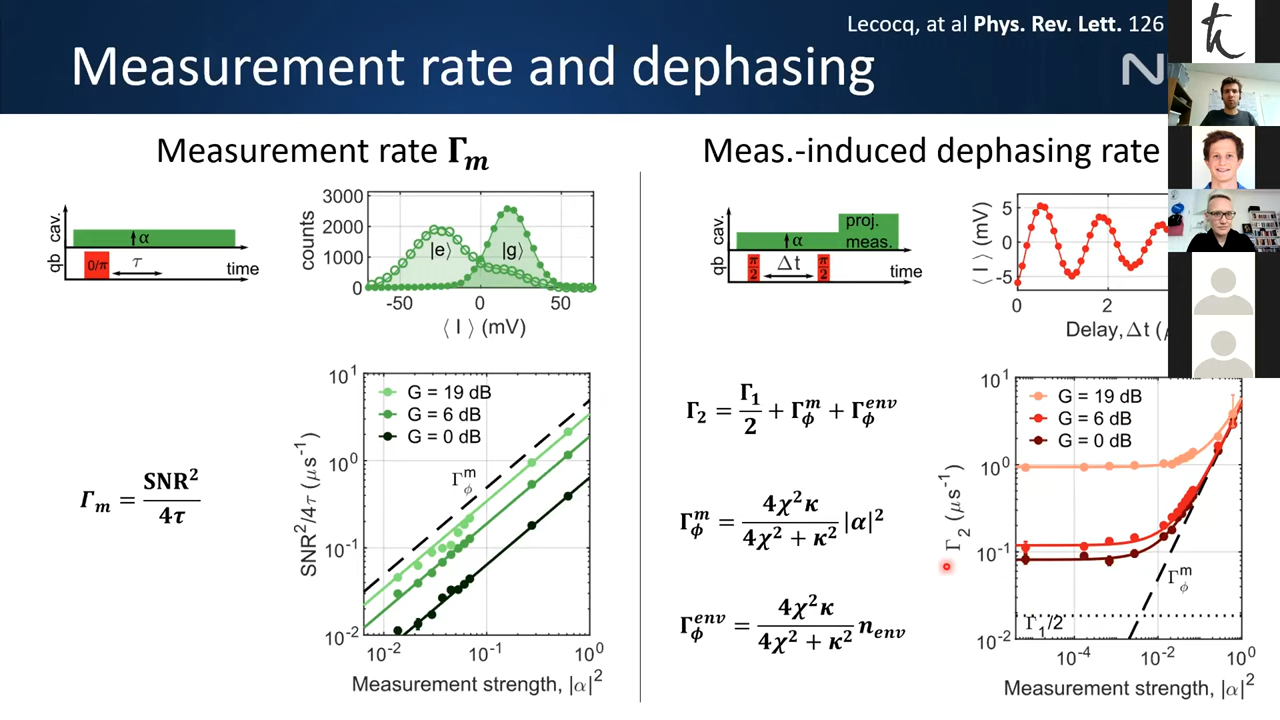 Lecocq, at al Phys. Rev. Lett. 126
Measurement rate and dephasing
N
Measurement rate Γm
cav.
α
qb
0/π
τ
time
counts
3000
2000
1000
0
|e⟩
|g⟩
-50
0
50
⟨ I ⟩ (mV)
Γm = SNR²/4τ
SNR²/4τ (μs⁻¹)
10¹
10⁰
10⁻¹
10⁻²
G = 19 dB
G = 6 dB
G = 0 dB
Γϕᵐ
10⁻²
10⁻¹
10⁰
Measurement strength, |α|²
Meas.-induced dephasing rate
cav.
α
proj.
meas.
qb
π/2
Δt
π/2
time
⟨ I ⟩ (mV)
5
0
-5
0
2
Delay, Δt (
Γ₂ = Γ₁/2 + Γϕᵐ + Γϕᵉⁿᵛ
Γϕᵐ = 4χ²κ/4χ² + κ² |α|²
Γϕᵉⁿᵛ = 4χ²κ/4χ² + κ² nenv
Γ₂ (μs⁻¹)
10¹
10⁰
10⁻¹
10⁻²
G = 19 dB
G = 6 dB
G = 0 dB
Γϕᵐ
Γ₁/2
10⁻⁴
10⁻²
10⁰
Measurement strength, |α|²